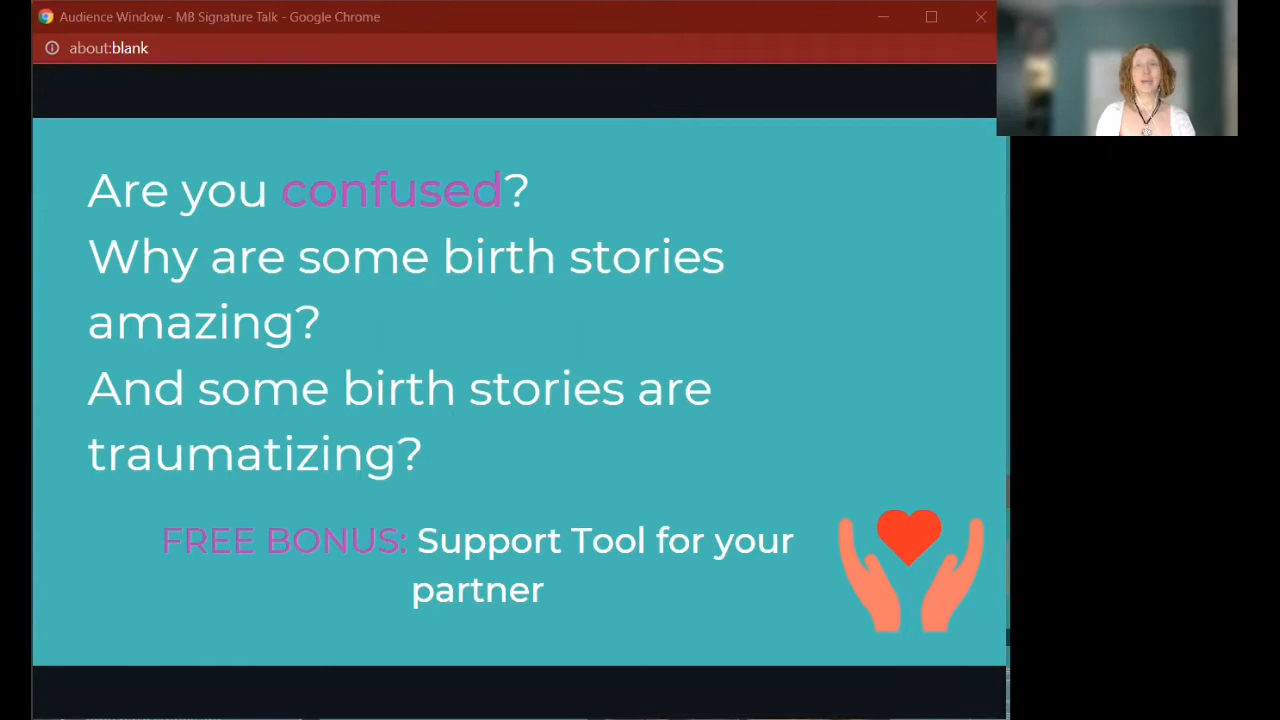 Audience Window - M8 Signature Talk - Google Chrome
about:blank
Are you confused?
Why are some birth stories
amazing?
And some birth stories are
traumatizing?
FREE BONUS: Support Tool for your
partner